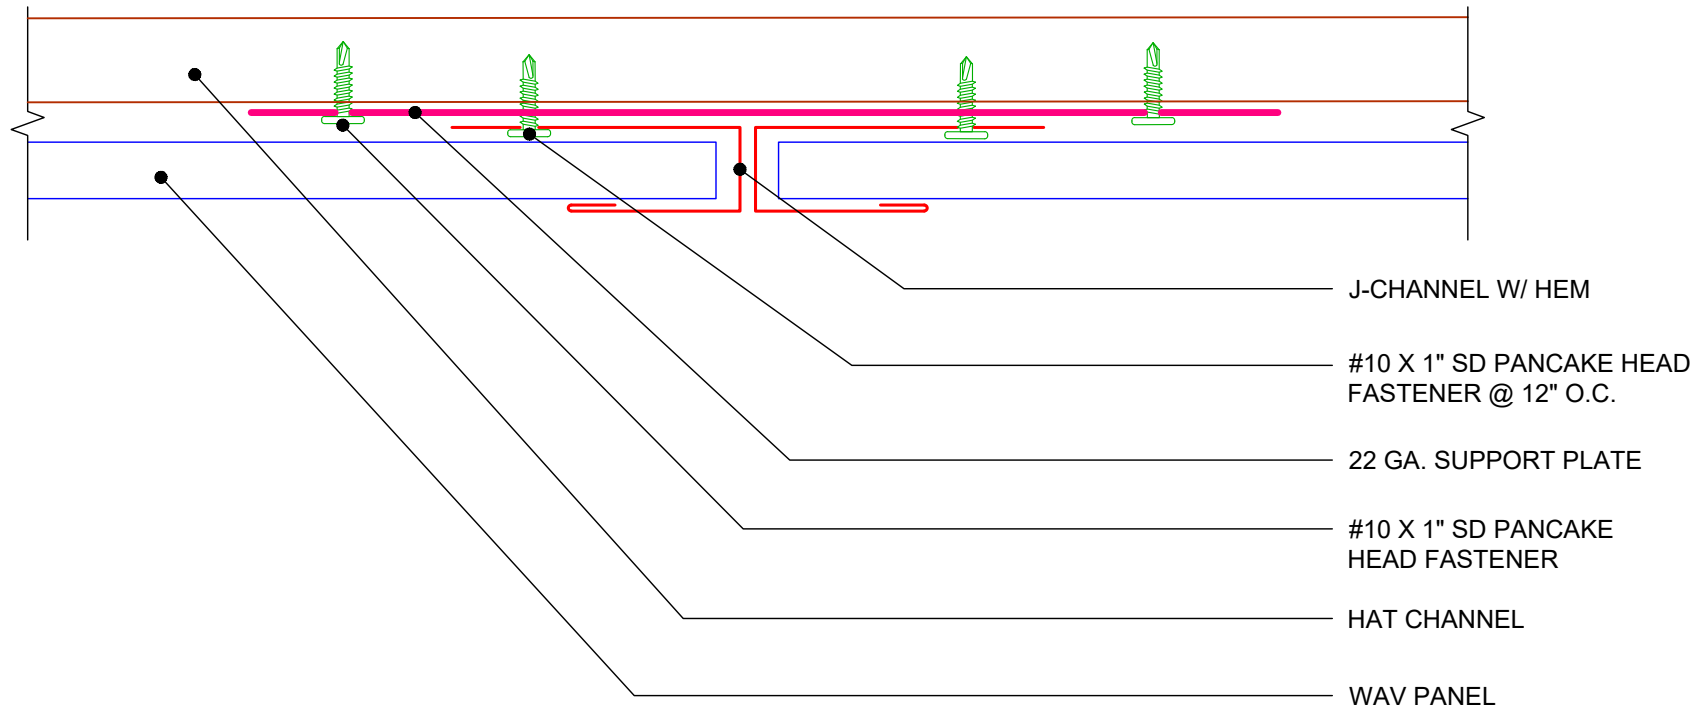 J-CHANNEL W/ HEM
#10 X 1" SD PANCAKE HEAD
FASTENER @ 12" O.C.
22 GA. SUPPORT PLATE
#10 X 1" SD PANCAKE
HEAD FASTENER
HAT CHANNEL
WAV PANEL